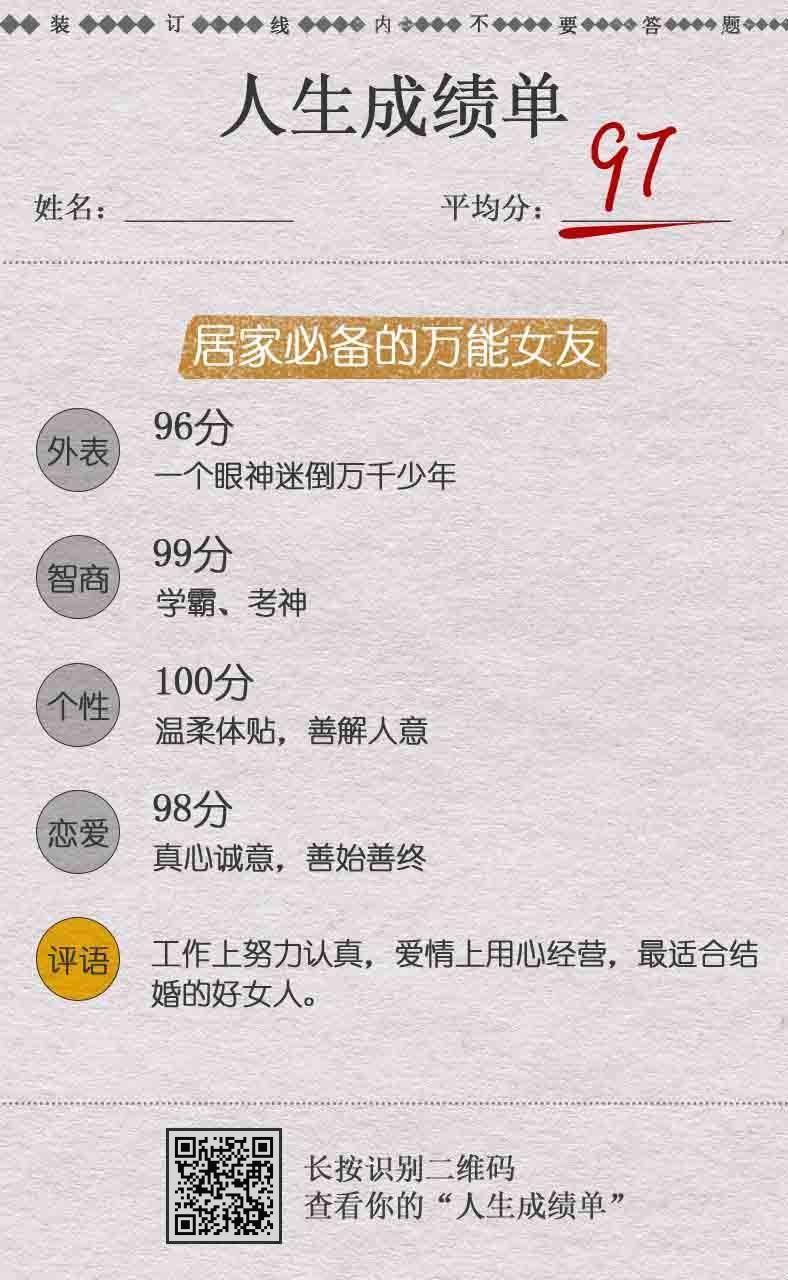 装订线内不要答题
人生成绩单
姓名：
平均分：97
居家必备的万能女友
外表
96分
一个眼神迷倒万千少年
智商
99分
学霸、考神
个性
100分
温柔体贴，善解人意
恋爱
98分
真心诚意，善始善终
评语
工作上努力认真，爱情上用心经营，最适合结
婚的好女人。
长按识别二维码
查看你的“人生成绩单”